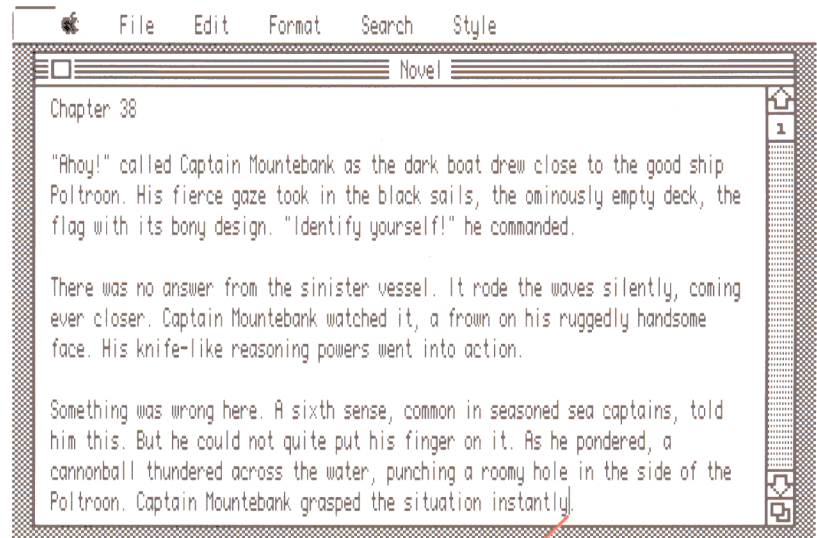 File Edit Format Search Style
Novel
Chapter 38
1
"Ahoy!" called Captain Mountebank as the dark boat drew close to the good ship
Poltroon. His fierce gaze took in the black sails, the ominously empty deck, the
flag with its bony design. "Identify yourself!" he commanded.
There was no answer from the sinister vessel. It rode the waves silently, coming
ever closer. Captain Mountebank watched it, a frown on his ruggedly handsome
face. His knife-like reasoning powers went into action.
Something was wrong here. A sixth sense, common in seasoned sea captains, told
him this. But he could not quite put his finger on it. As he pondered, a
cannonball thundered across the water, punching a roomy hole in the side of the
Poltroon. Captain Mountebank grasped the situation instantly.